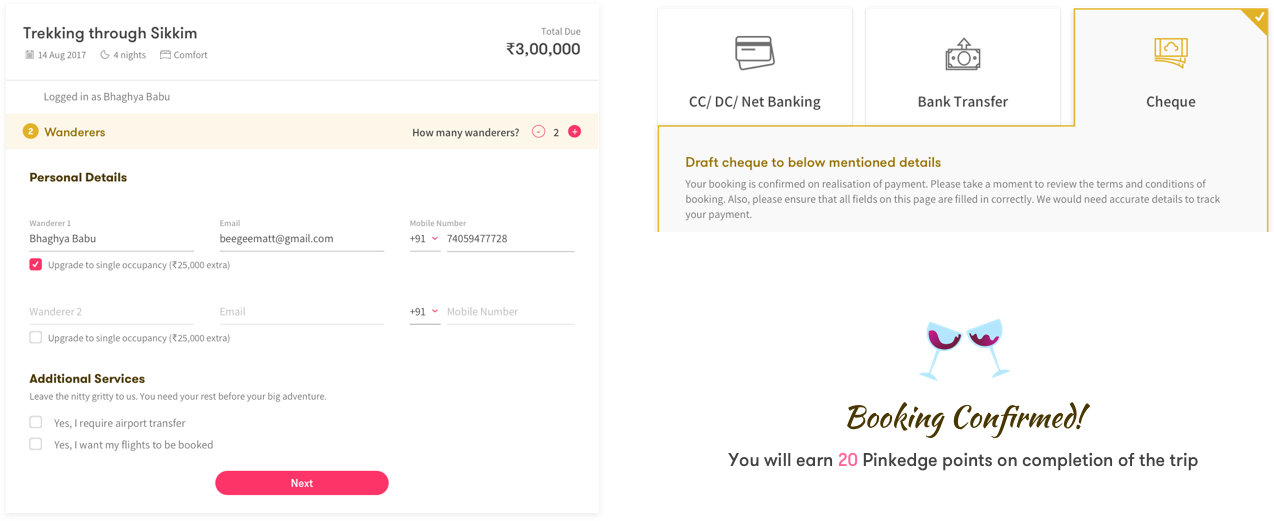 Trekking through Sikkim
14 Aug 2017 4 nights Comfort
Total Due
₹3,00,000
Logged in as Bhaghya Babu
2 Wanderers
How many wanderers? - 2 +
Personal Details
Wanderer 1 Email Mobile Number
Bhaghya Babu beegeematt@gmail.com +91 74059477728
Upgrade to single occupancy (₹25,000 extra)
Wanderer 2 Email +91 Mobile Number
Upgrade to single occupancy (₹25,000 extra)
Additional Services
Leave the nitty gritty to us. You need your rest before your big adventure.
Yes, I require airport transfer
Yes, I want my flights to be booked
Next
CC/ DC/ Net Banking Bank Transfer Cheque
Draft cheque to below mentioned details
Your booking is confirmed on realisation of payment. Please take a moment to review the terms and conditions of
booking. Also, please ensure that all fields on this page are filled in correctly. We would need accurate details to track
your payment.
Booking Confirmed!
You will earn 20 Pinkedge points on completion of the trip